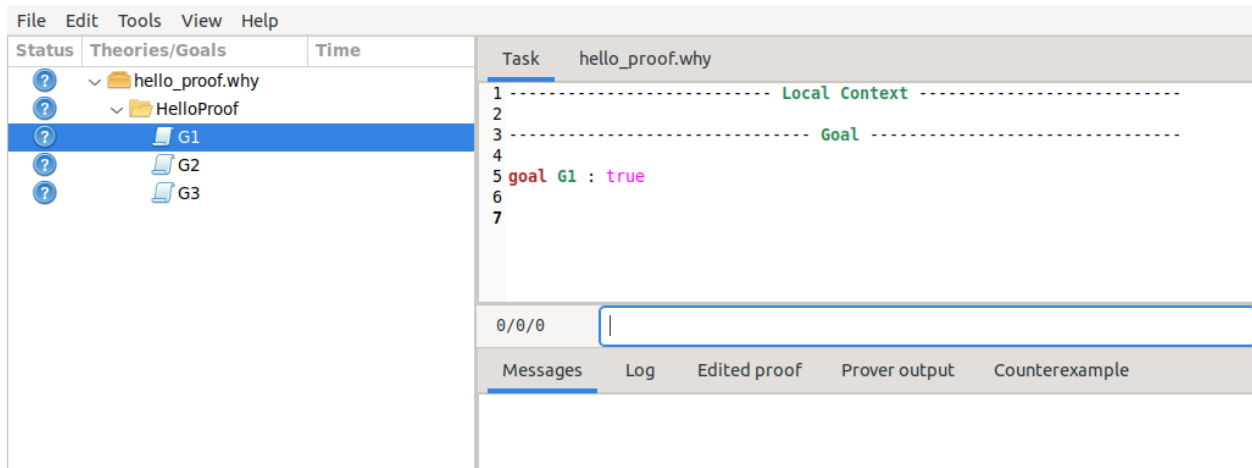 File Edit Tools View Help
Status Theories/Goals Time
hello_proof.why
HelloProof
G1
G2
G3
Task hello_proof.why
1 --------------------------- Local Context ---------------------------
2
3 ------------------------------- Goal --------------------------------
4
5 goal G1 : true
6
7
0/0/0
Messages Log Edited proof Prover output Counterexample